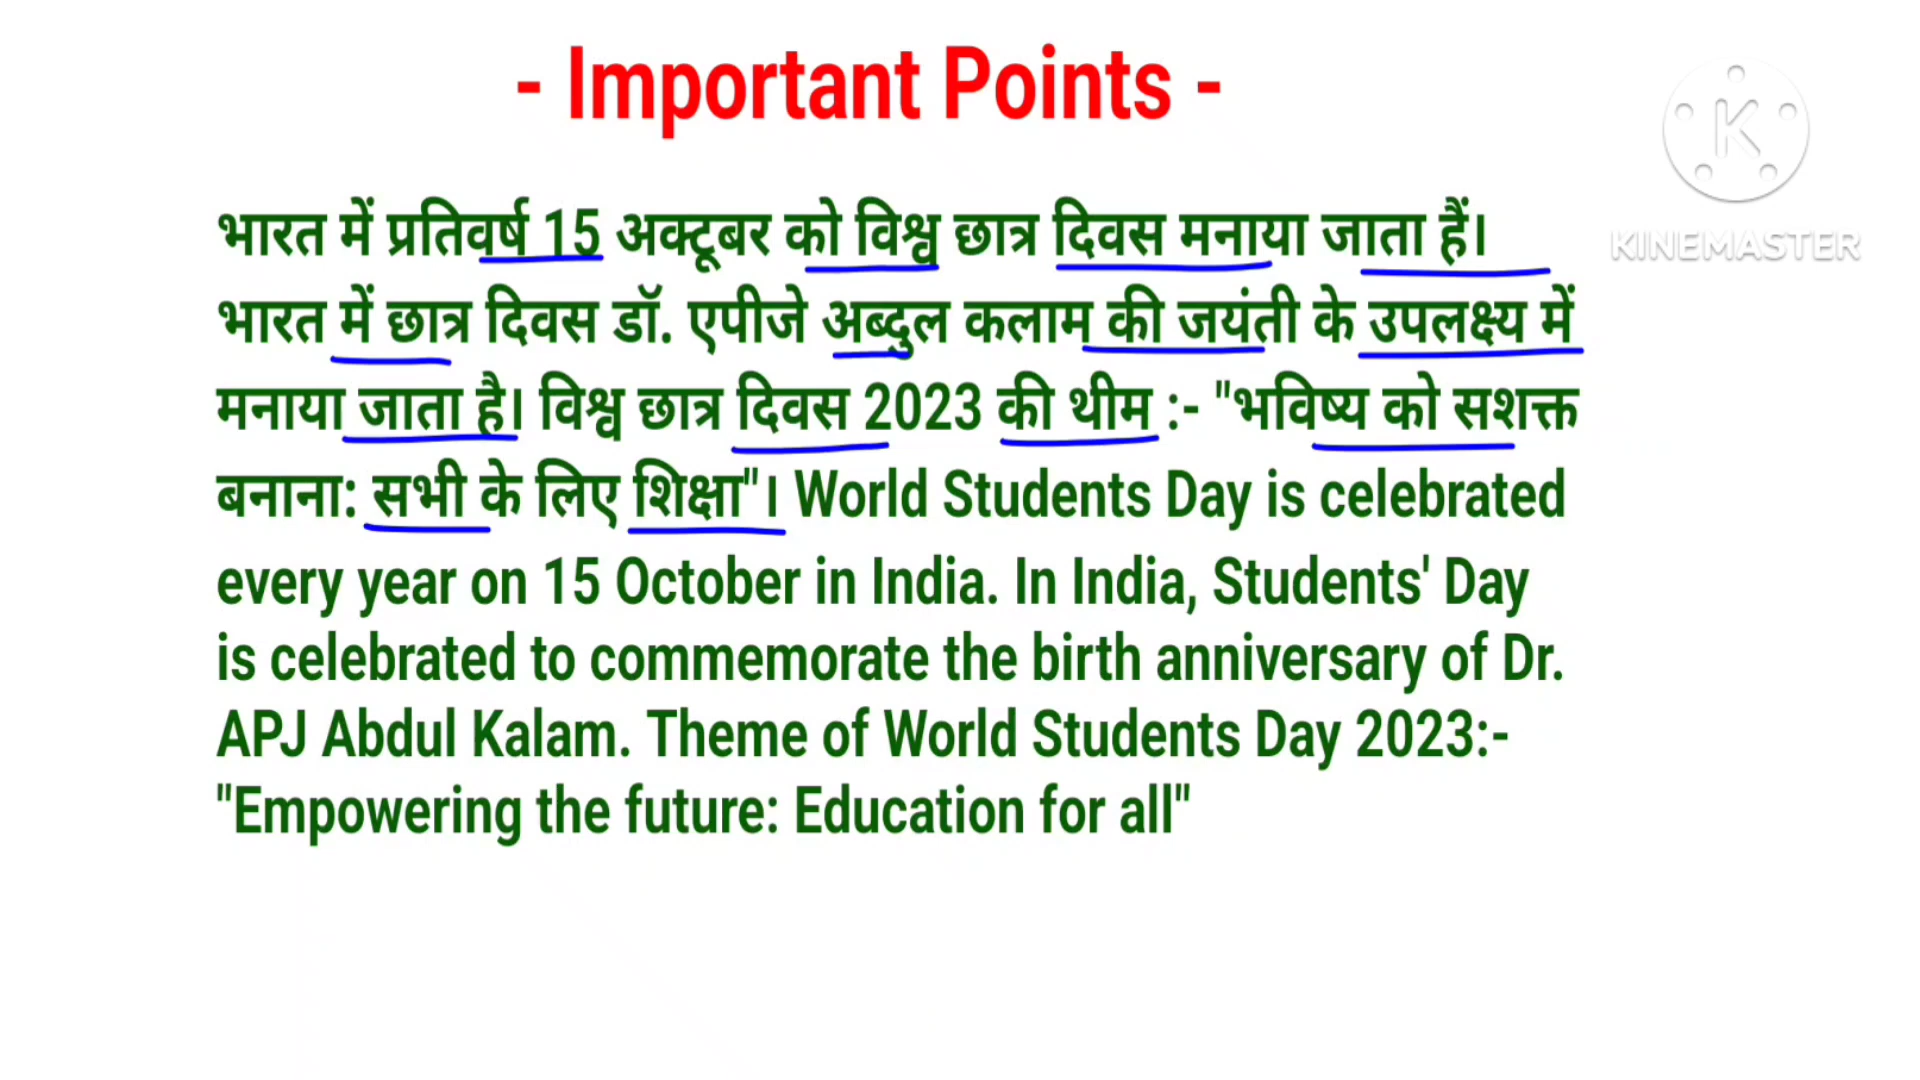 - Important Points -
KINEMASTER
भारत में प्रतिवर्ष 15 अक्टूबर को विश्व छात्र दिवस मनाया जाता हैं।
भारत में छात्र दिवस डॉ. एपीजे अब्दुल कलाम की जयंती के उपलक्ष्य में
मनाया जाता है। विश्व छात्र दिवस 2023 की थीम :- "भविष्य को सशक्त
बनाना: सभी के लिए शिक्षा"। World Students Day is celebrated
every year on 15 October in India. In India, Students' Day
is celebrated to commemorate the birth anniversary of Dr.
APJ Abdul Kalam. Theme of World Students Day 2023:-
"Empowering the future: Education for all"